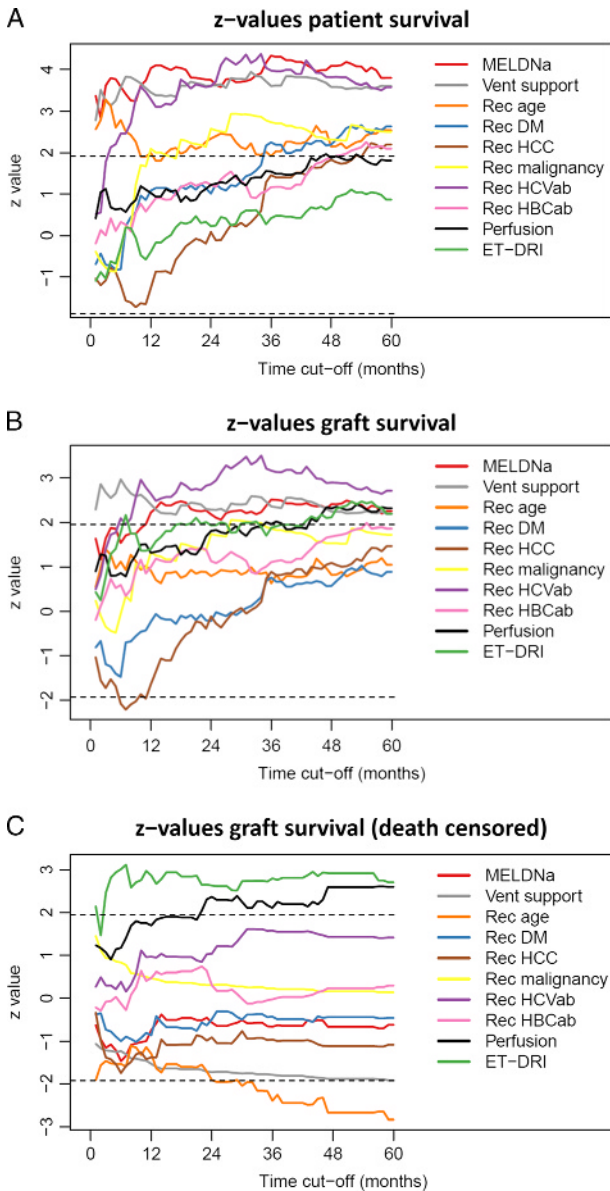 A
z-values patient survival
z value
4
3
2
1
0
−1
0 12 24 36 48 60
Time cut-off (months)
MELDNa
Vent support
Rec age
Rec DM
Rec HCC
Rec malignancy
Rec HCVab
Rec HBCab
Perfusion
ET−DRI
B
z−values graft survival
z value
3
2
1
0
−1
−2
0 12 24 36 48 60
Time cut-off (months)
MELDNa
Vent support
Rec age
Rec DM
Rec HCC
Rec malignancy
Rec HCVab
Rec HBCab
Perfusion
ET−DRI
C
z−values graft survival (death censored)
z value
3
2
1
0
−1
−2
−3
0 12 24 36 48 60
Time cut-off (months)
MELDNa
Vent support
Rec age
Rec DM
Rec HCC
Rec malignancy
Rec HCVab
Rec HBCab
Perfusion
ET−DRI